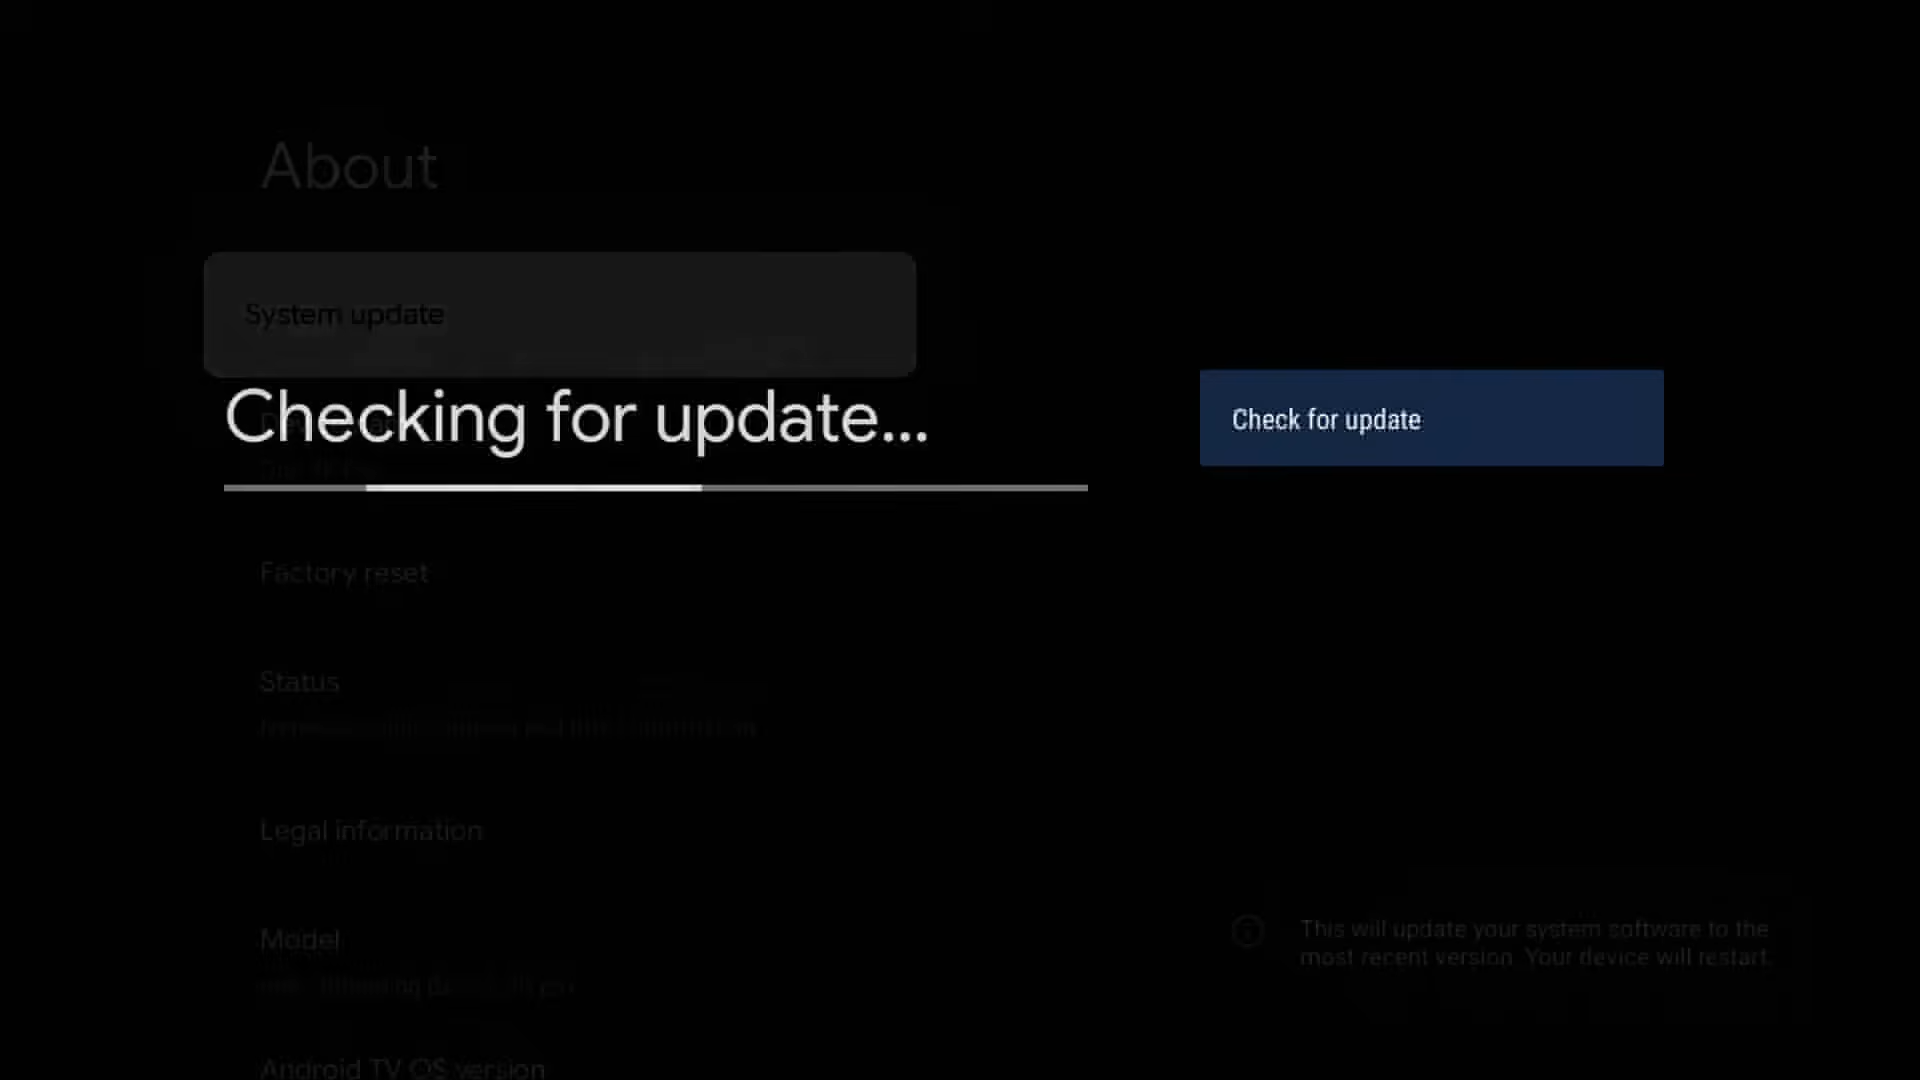 About
System update
Checking for update...
Check for update
Factory reset
Status
Legal information
Model
This will update your system software to the
most recent version. Your device will restart.
Android TV OS version